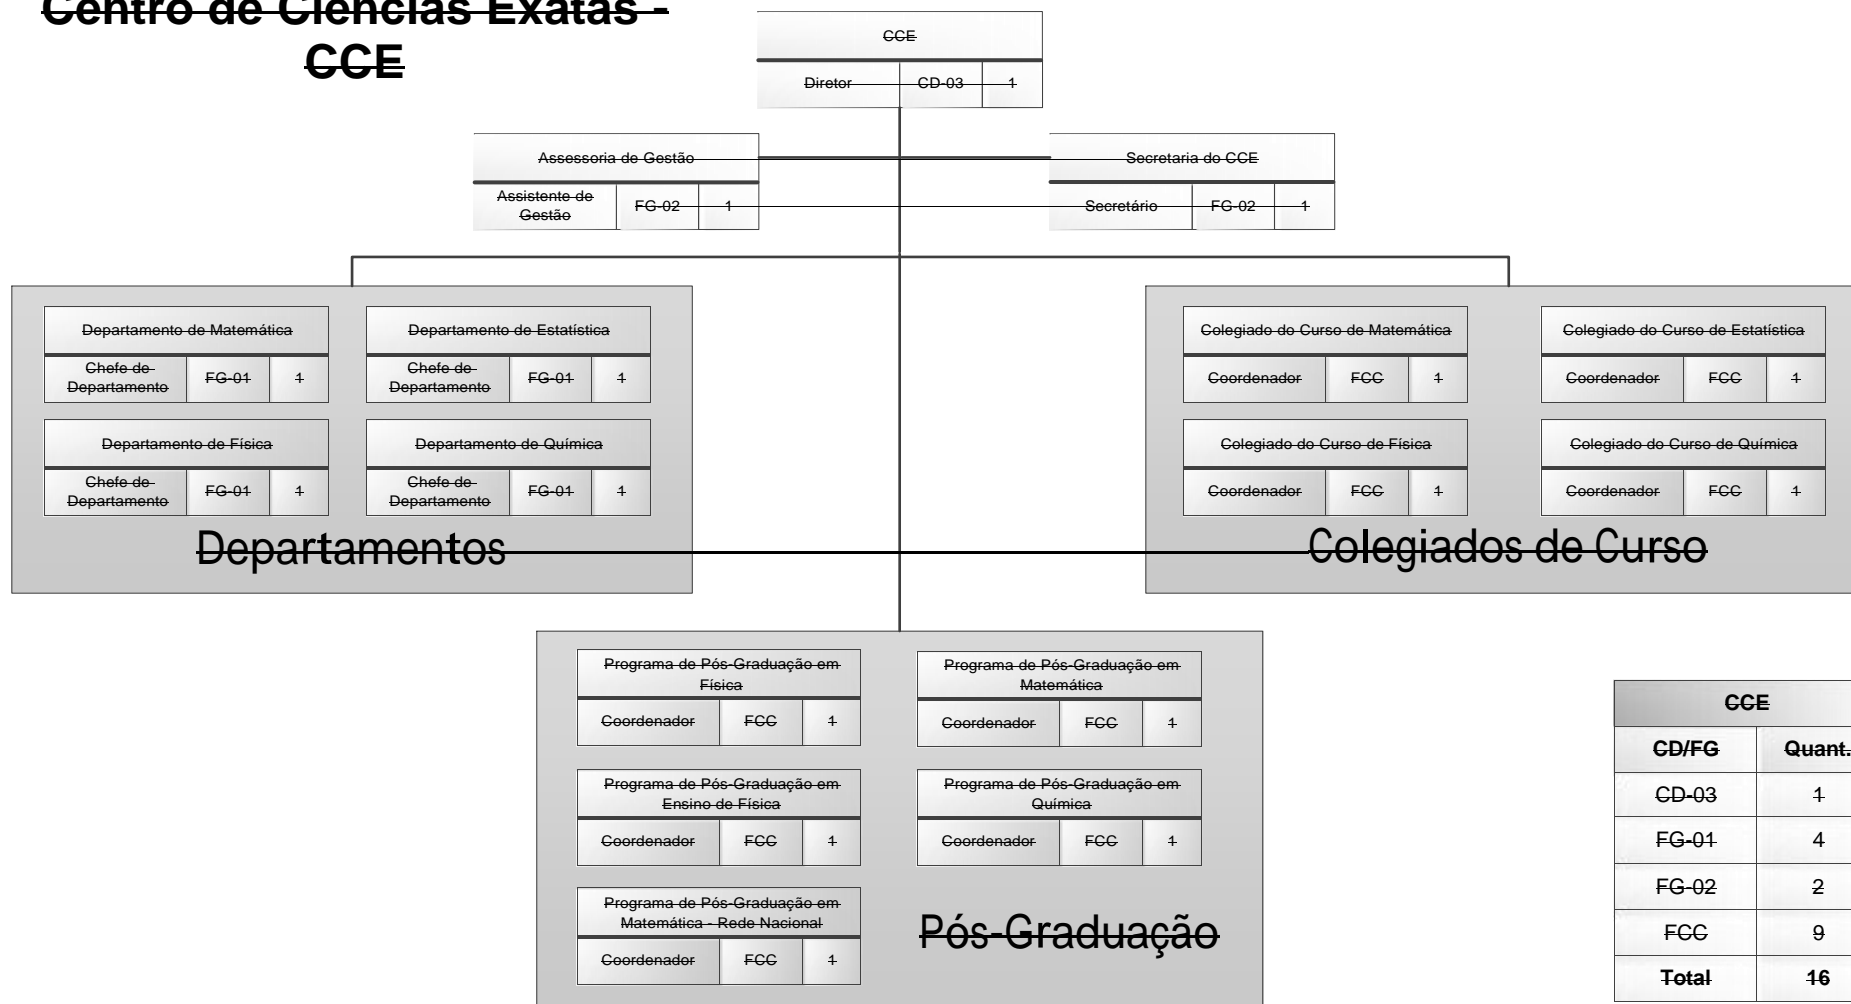 Centro de Ciências Exatas -
CCE
CCE
Diretor CD-03 1
Assessoria de Gestão
Assistente de
Gestão
FG-02 1
Secretaria do CCE
Secretário FG-02 1
Departamento de Matemática
Chefe de
Departamento
FG-01 1
Departamento de Estatística
Chefe de
Departamento
FG-01 1
Departamento de Física
Chefe de
Departamento
FG-01 1
Departamento de Química
Chefe de
Departamento
FG-01 1
Departamentos
Colegiado do Curso de Matemática
Coordenador FCC 1
Colegiado do Curso de Estatística
Coordenador FCC 1
Colegiado do Curso de Física
Coordenador FCC 1
Colegiado do Curso de Química
Coordenador FCC 1
Colegiados de Curso
Programa de Pós-Graduação em
Física
Coordenador FCC 1
Programa de Pós-Graduação em
Matemática
Coordenador FCC 1
Programa de Pós-Graduação em
Ensino de Física
Coordenador FCC 1
Programa de Pós-Graduação em
Química
Coordenador FCC 1
Programa de Pós-Graduação em
Matemática - Rede Nacional
Coordenador FCC 1
Pós-Graduação
CCE
CD/FG Quant.
CD-03 1
FG-01 4
FG-02 2
FCC 9
Total 16